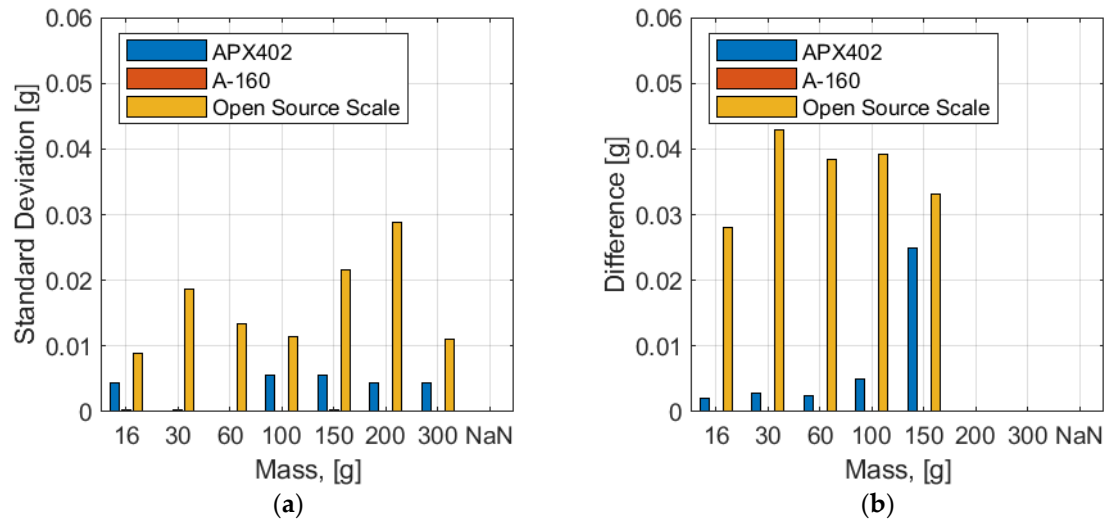 0.06
0.05
0.04
0.03
0.02
0.01
0
Standard Deviation [g]
APX402
A-160
Open Source Scale
16 30 60 100 150 200 300 NaN
Mass, [g]
(a)
0.06
0.05
0.04
0.03
0.02
0.01
0
Difference [g]
APX402
A-160
Open Source Scale
16 30 60 100 150 200 300 NaN
Mass, [g]
(b)